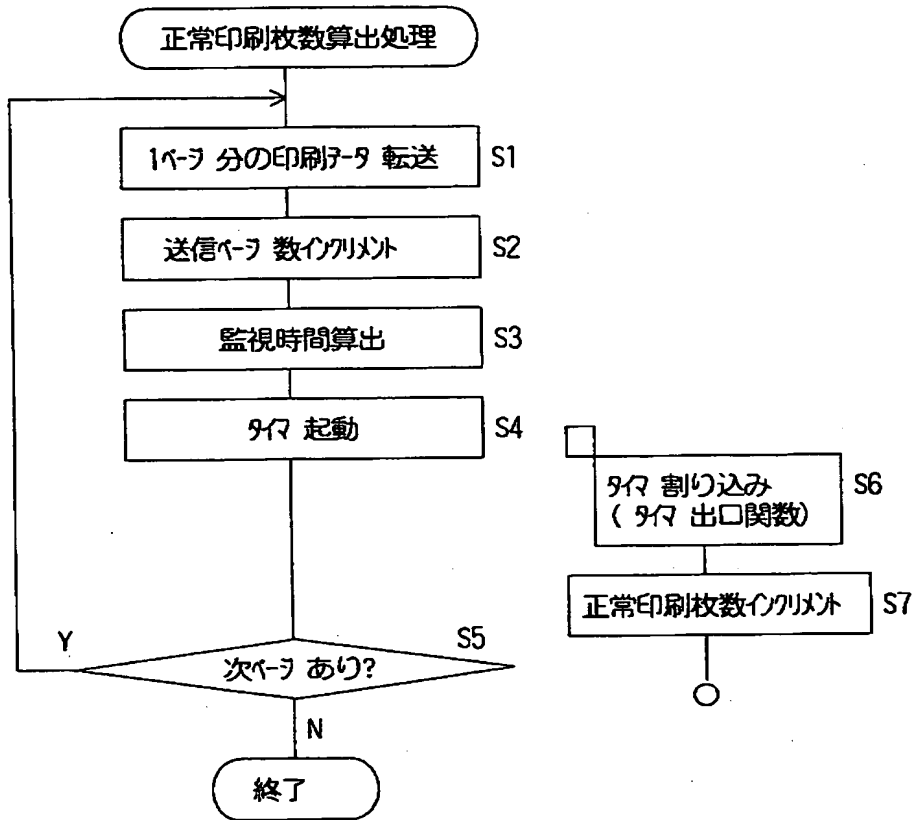 正常印刷枚数算出処理
1ページ 分の印刷データ 転送 S1
送信ページ 数インクリメント S2
監視時間算出 S3
タイマ 起動 S4
タイマ 割り込み S6
( タイマ 出口関数)
正常印刷枚数インクリメント S7
Y
S5
次ページ あり?
N
終了